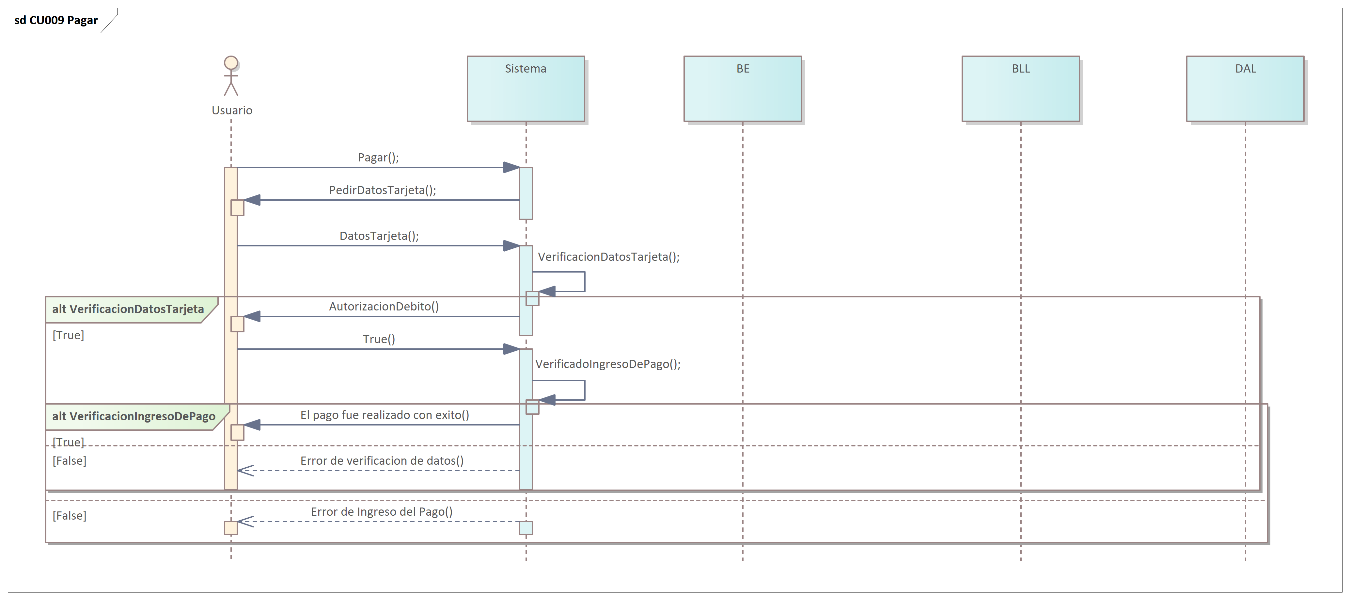 sd CU009 Pagar
Usuario
Sistema
BE
BLL
DAL
Pagar();
PedirDatosTarjeta();
DatosTarjeta();
VerificacionDatosTarjeta();
alt VerificacionDatosTarjeta
AutorizacionDebito()
[True]
True()
VerificadoIngresoDePago();
alt VerificacionIngresoDePago
El pago fue realizado con exito()
[True]
[False]
Error de verificacion de datos()
[False]
Error de Ingreso del Pago()